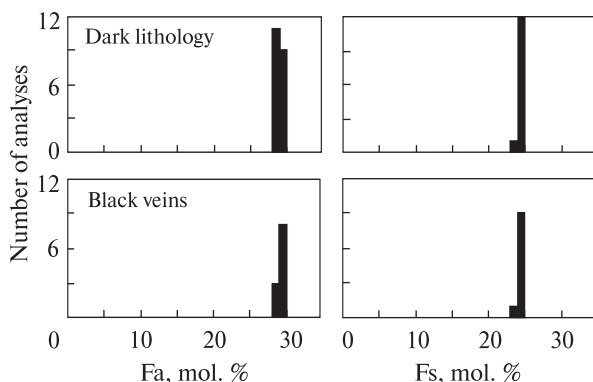 Number of analyses
12
6
0
Dark lithology
12
6
0
Black veins
10
20
30
Fa, mol. %
0
10
20
30
Fs, mol. %